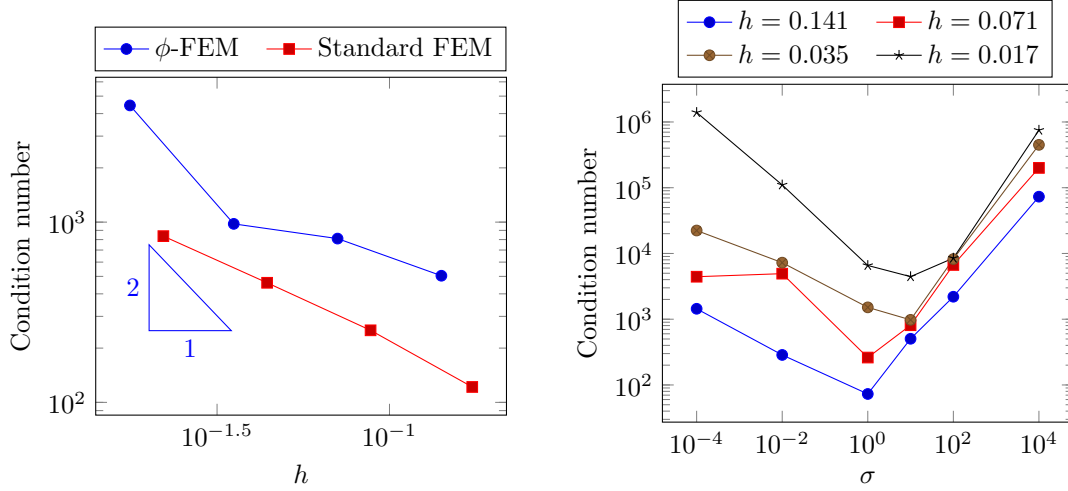 ϕ-FEM Standard FEM
10^3
10^2
Condition number
2
1
10^{-1.5} 10^{-1}
h
h = 0.141 h = 0.071
h = 0.035 h = 0.017
10^6
10^5
10^4
10^3
10^2
Condition number
10^{-4} 10^{-2} 10^0 10^2 10^4
σ